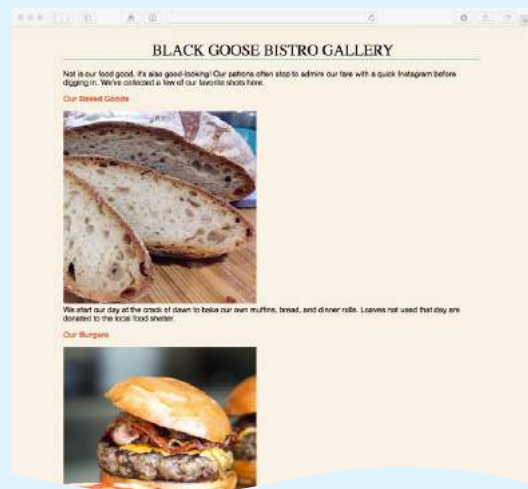 BLACK GOOSE BISTRO GALLERY
Not is our food good, it's also good-looking! Our patrons often stop to admire our fare with a quick Instagram before
digging in. We've collected a few of our favorite shots here.
Our Baked Goods
We start our day at the crack of dawn to bake our own muffins, bread, and dinner rolls. Loaves not used that day are
donated to the local food shelter.
Our Burgers